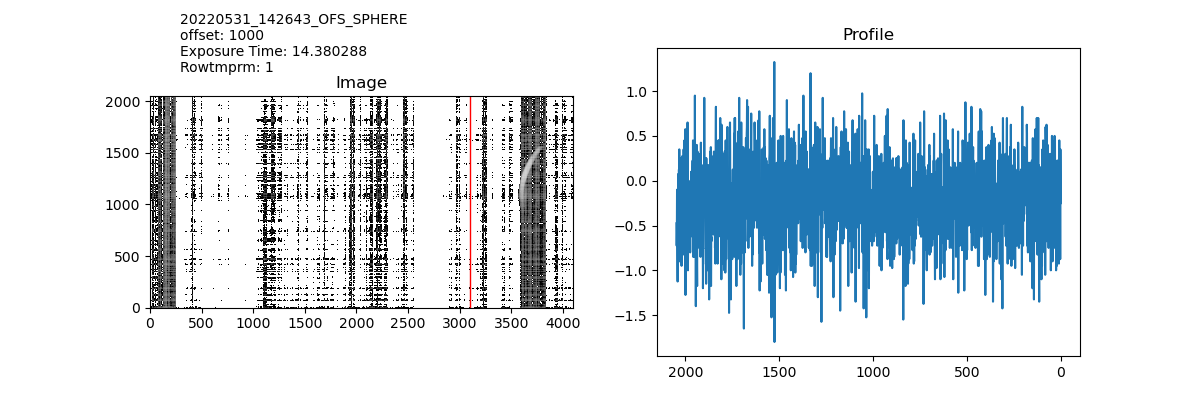 20220531_142643_OFS_SPHERE
offset: 1000
Exposure Time: 14.380288
Rowtmprm: 1
Image
2000
1500
1000
500
0
0 500 1000 1500 2000 2500 3000 3500 4000
Profile
1.0
0.5
0.0
−0.5
−1.0
−1.5
2000 1500 1000 500 0